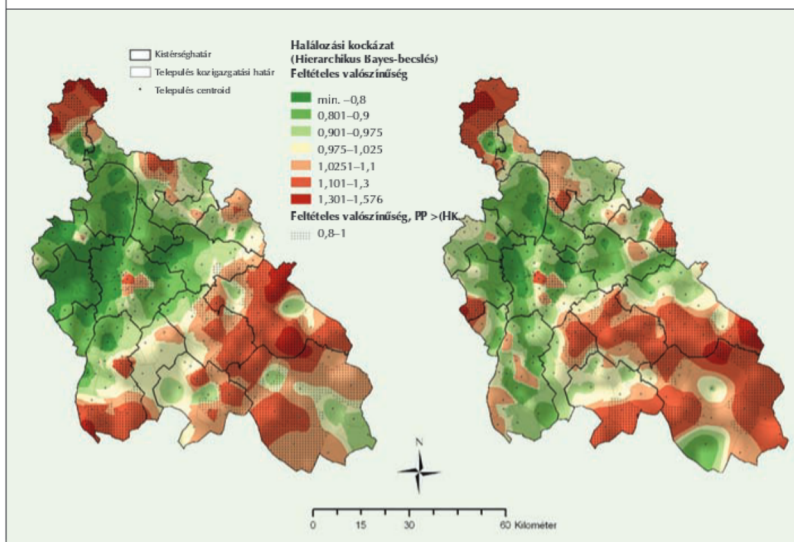 Kistérséghatár
Település kozigazgatási határ
Település centroid
Halálozási kockázat
(Hierarchikus Bayes-becslés)
Feltételes valószínűség
min. –0,8
0,801–0,9
0,901–0,975
0,975–1,025
1,0251–1,1
1,101–1,3
1,301–1,576
Feltételes valószínűség, PP >(HK
0,8–1
N
0 15 30 60 Kilométer